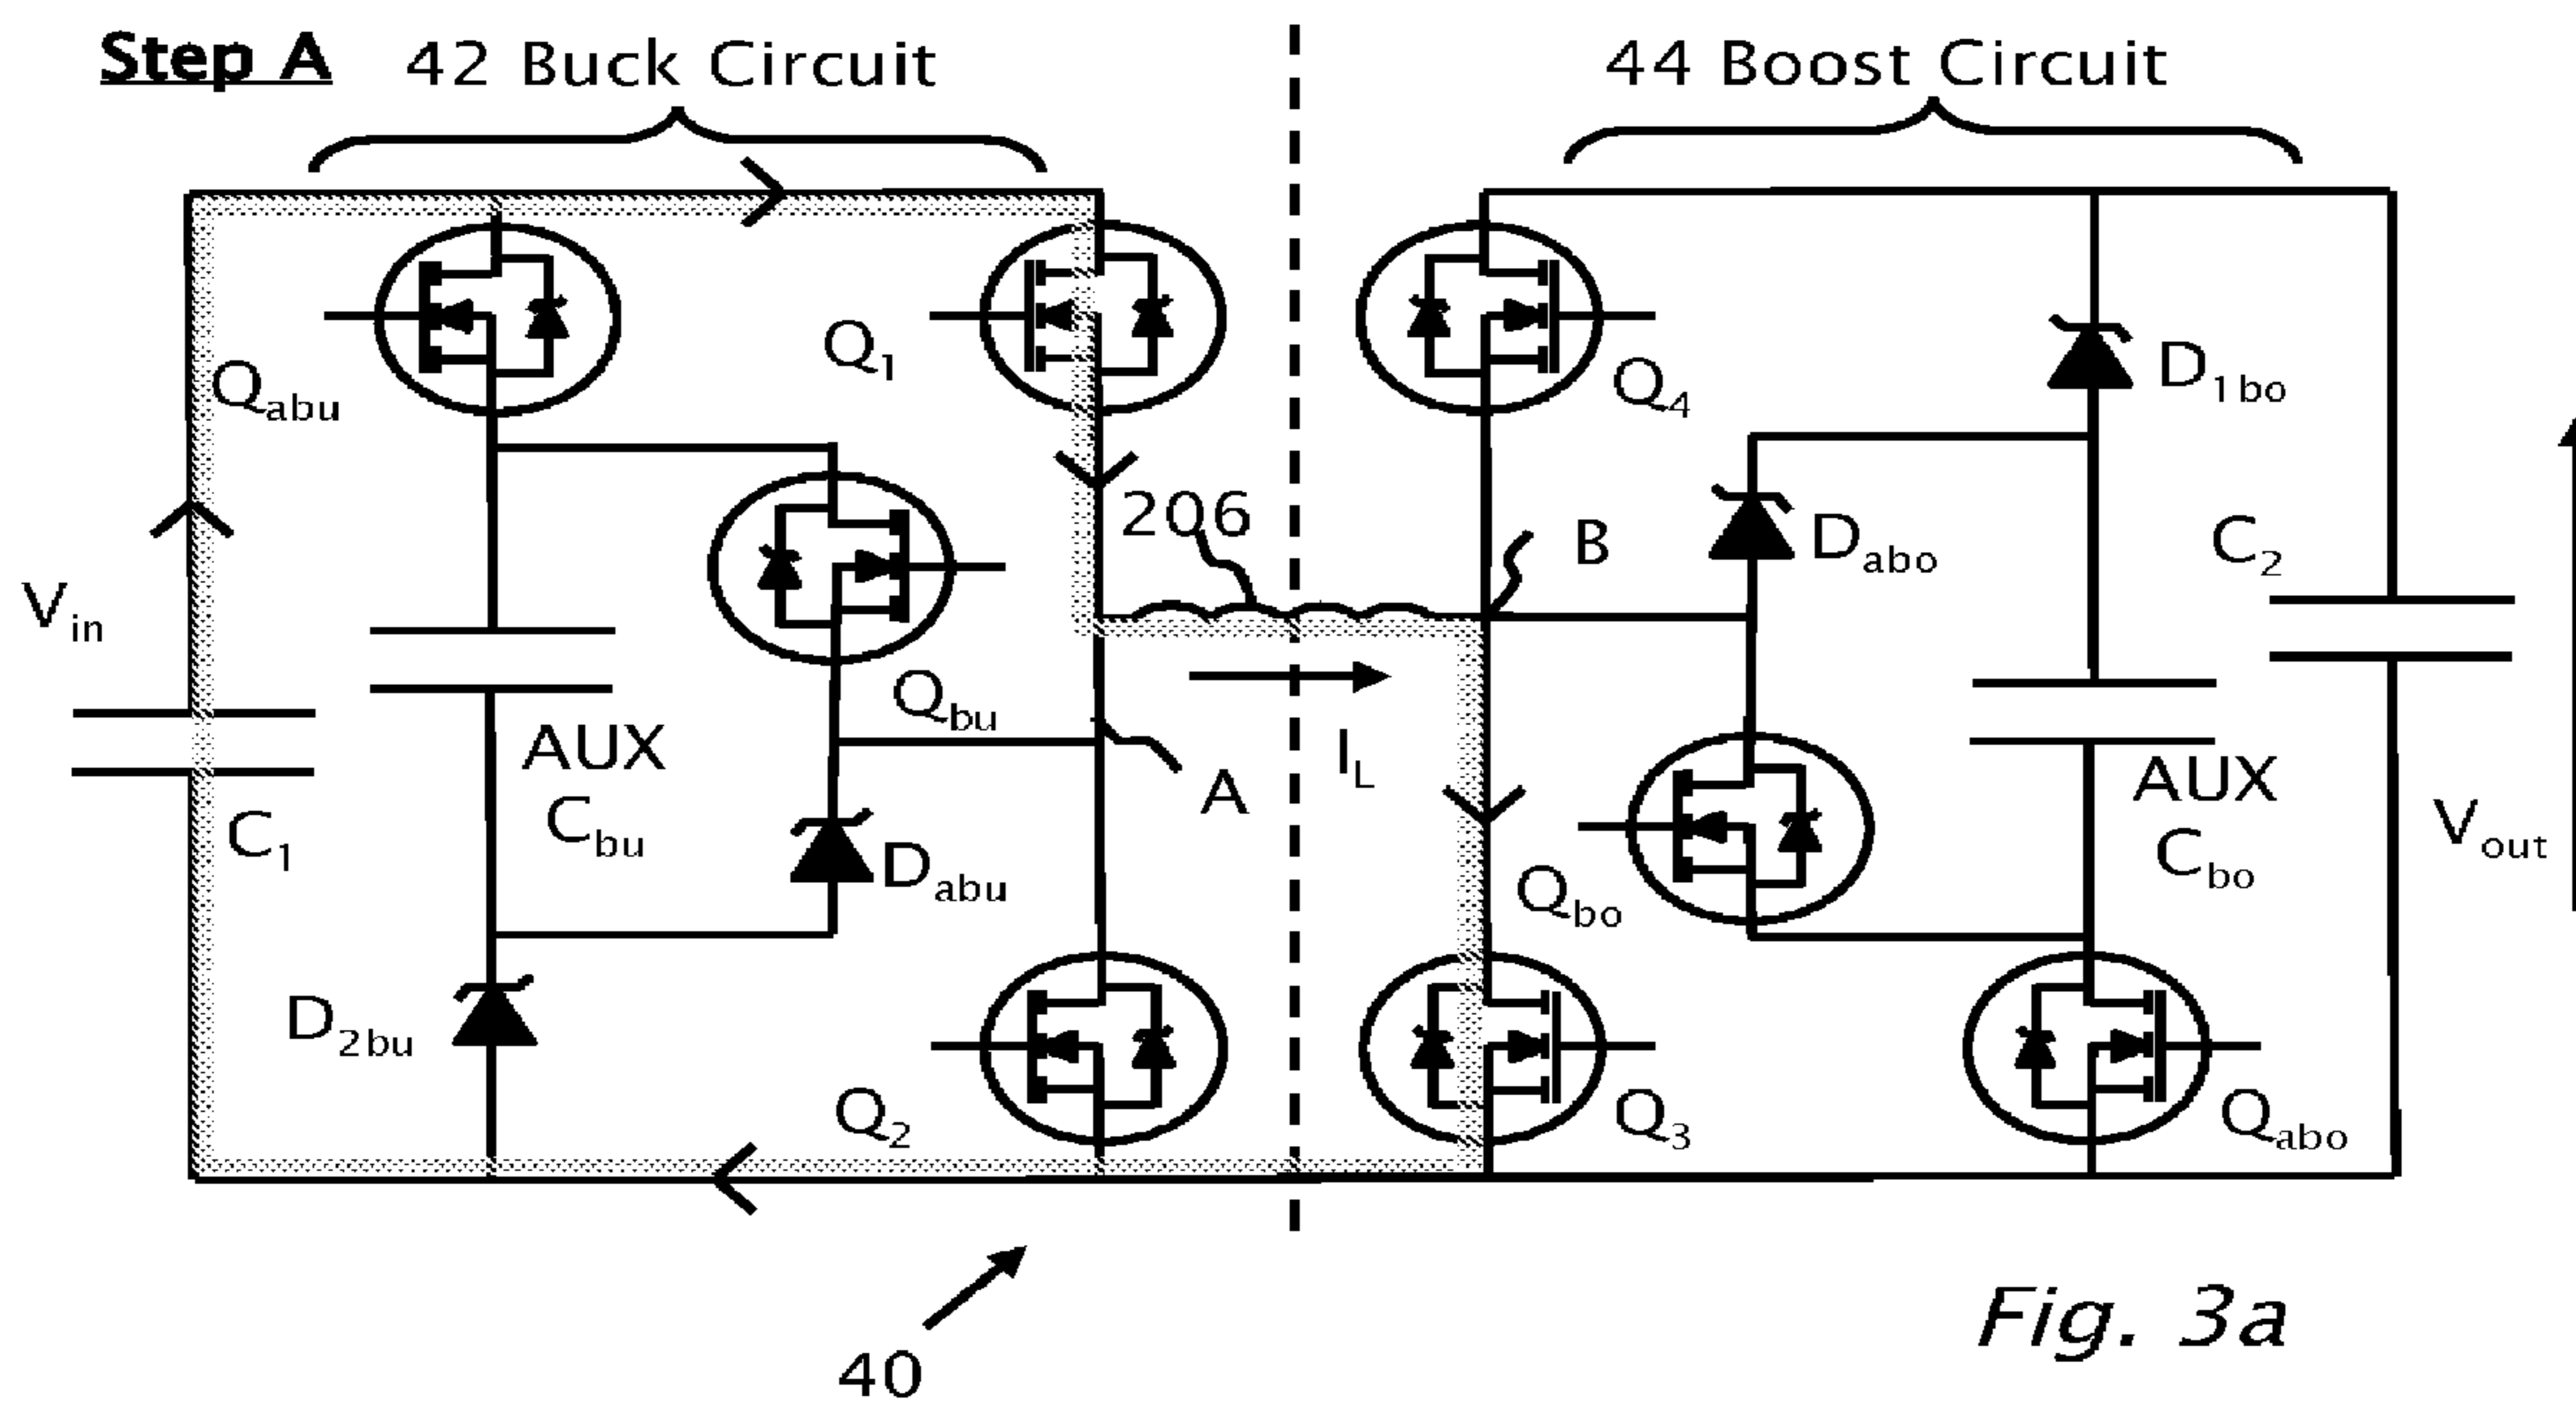 Step A 42 Buck Circuit 44 Boost Circuit
Q1
Qabu
Q4
D1bo
206
B
Dabo
C2
Vin
Qbu
AUX
Cbu
A
IL
AUX
Cbo
Vout
C1
Dabu
Qbo
D2bu
Q2
Q3
Qabo
40
Fig. 3a